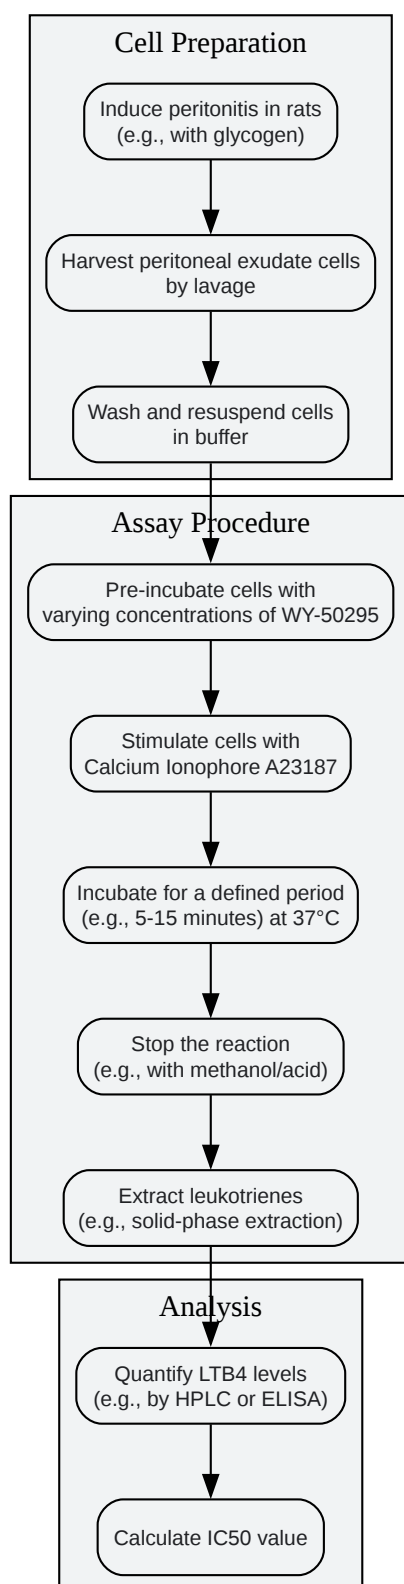 Cell Preparation
Induce peritonitis in rats
(e.g., with glycogen)
Harvest peritoneal exudate cells
by lavage
Wash and resuspend cells
in buffer
Assay Procedure
Pre-incubate cells with
varying concentrations of WY-50295
Stimulate cells with
Calcium Ionophore A23187
Incubate for a defined period
(e.g., 5-15 minutes) at 37°C
Stop the reaction
(e.g., with methanol/acid)
Extract leukotrienes
(e.g., solid-phase extraction)
Analysis
Quantify LTB4 levels
(e.g., by HPLC or ELISA)
Calculate IC50 value